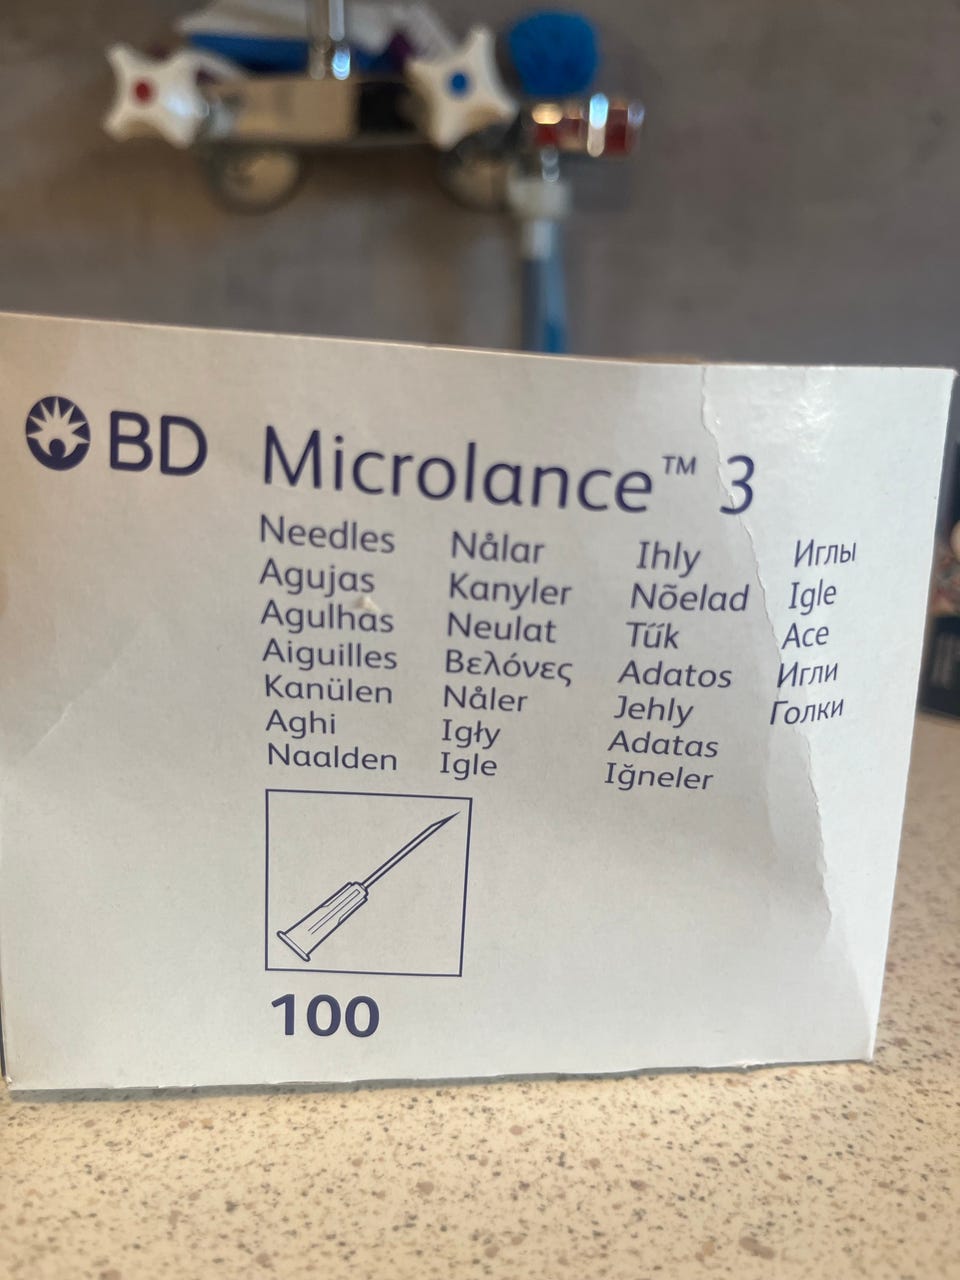 BD Microlance™ 3
Needles
Agujas
Agulhas
Aiguilles
Kanülen
Aghi
Naalden
Nålar
Kanyler
Neulat
Βελόνες
Nåler
Igły
Igle
Ihly
Nõelad
Tűk
Adatos
Jehly
Adatas
Iğneler
Иглы
Igle
Ace
Игли
Голки
100